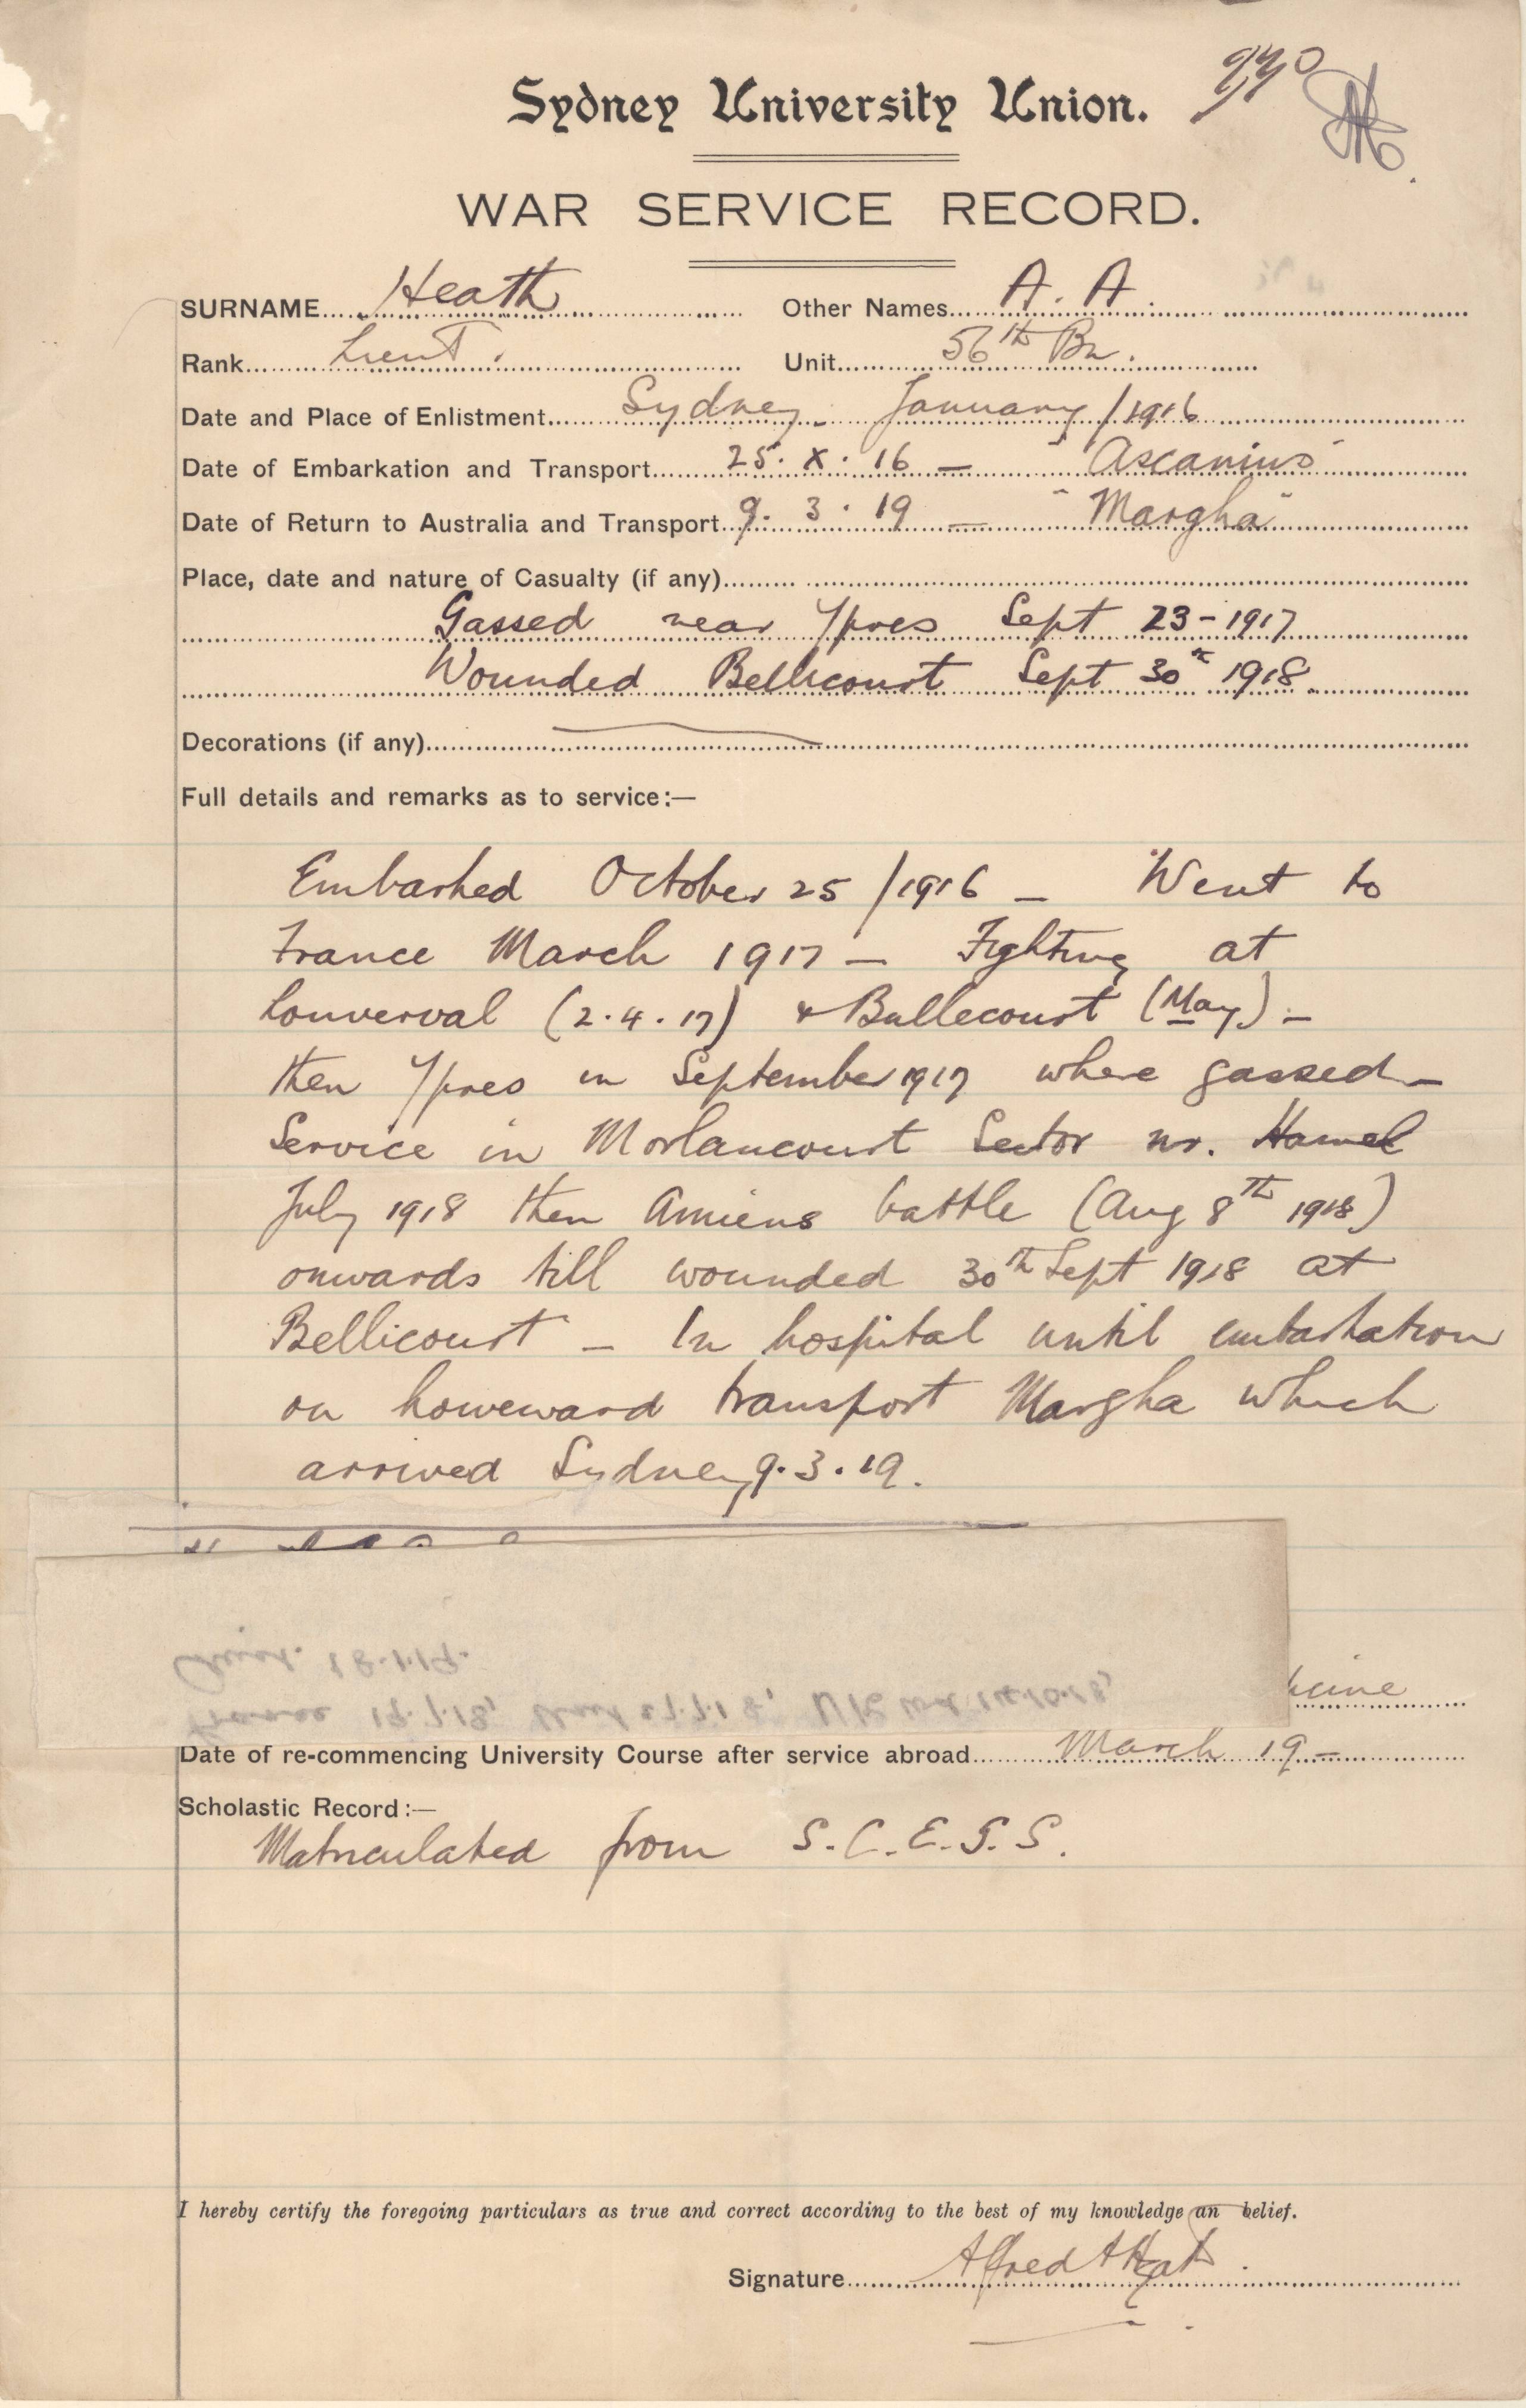 Sydney University Union.
WAR SERVICE RECORD.
SURNAME Heath Other Names A. A.
Rank Lieut. Unit 56th Bn.
Date and Place of Enlistment Sydney - January / 1916
Date of Embarkation and Transport 25. X. 16 — "Ascanius"
Date of Return to Australia and Transport 9. 3. 19 — "Margha"
Place, date and nature of Casualty (if any)
Gassed near Ypres Sept 23 - 1917
Wounded Bellicourt Sept 30th 1918.
Decorations (if any)
Full details and remarks as to service:—
Embarked October 25 / 1916 — Went to
France March 1917 — Fighting at
Louverval (2.4.17) & Bullecourt (May) —
then Ypres in September 1917 where gassed —
Service in Morlancourt Sector nr. Hamel
July 1918 then Amiens battle (Aug 8th 1918)
onwards till wounded 30th Sept 1918 at
Bellicourt — In hospital until embarkation
on homeward transport Margha which
arrived Sydney 9.3.19.
Date of re-commencing University Course after service abroad March 19 —
Scholastic Record:—
Matriculated from S.C.E.G.S.
I hereby certify the foregoing particulars as true and correct according to the best of my knowledge an belief.
Signature Alfred A Heath